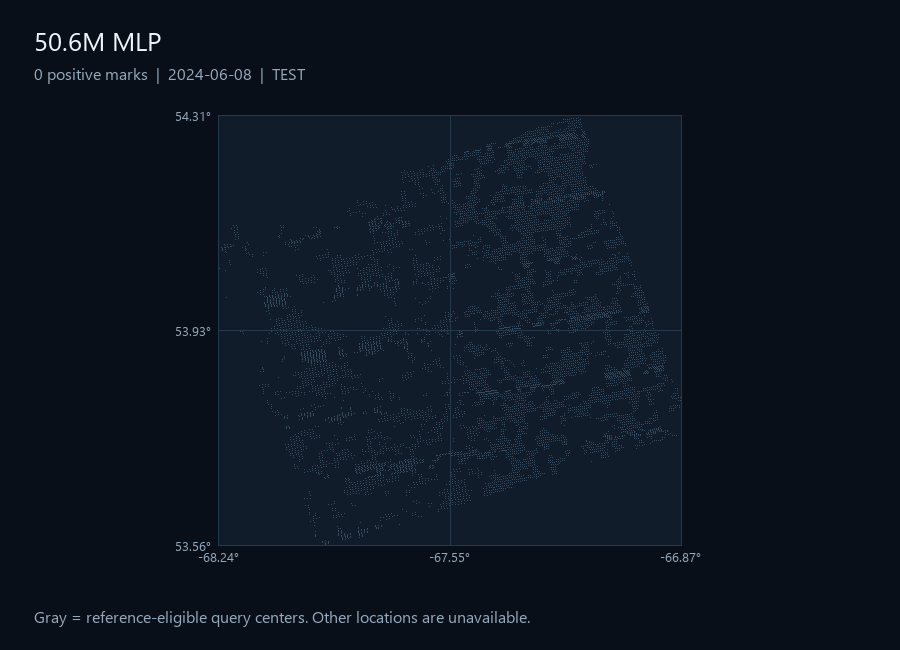 50.6M MLP
0 positive marks | 2024-06-08 | TEST
54.31°
53.93°
53.56°
-68.24° -67.55° -66.87°
Gray = reference-eligible query centers. Other locations are unavailable.